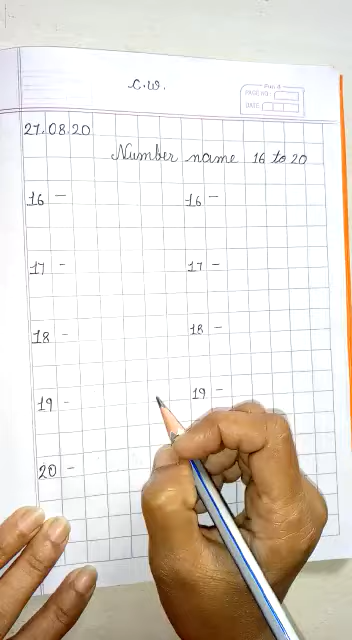 C.W.
PAGE NO.
DATE
27.08.20
Number name 16 to 20
16 - 16 -
17 - 17 -
18 - 18 -
19 - 19 -
20 -